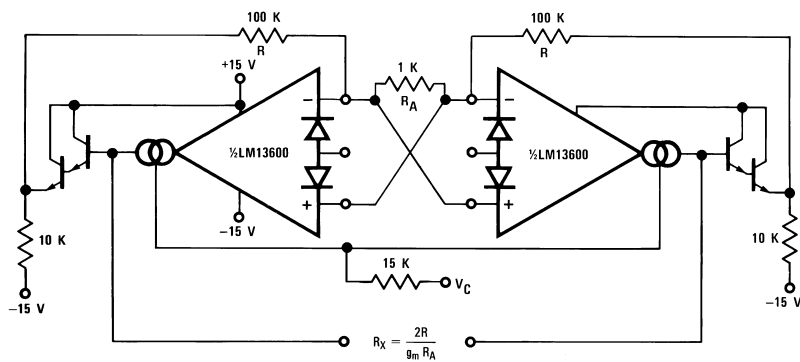 100 K
R
100 K
R
+15 V
1 K
R_A
−
−
½LM13600
½LM13600
+
+
−15 V
10 K
−15 V
10 K
−15 V
15 K
V_C
R_X = 2R / g_m R_A